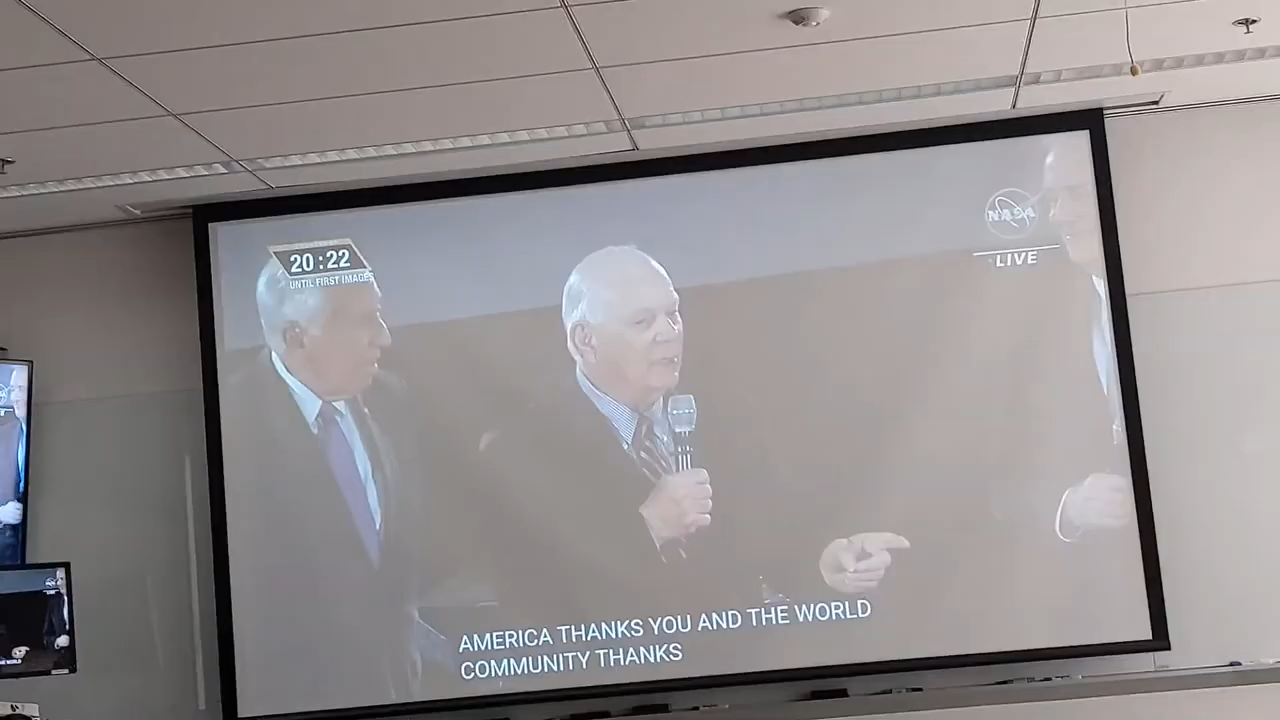 20:22
UNTIL FIRST IMAGES
NASA
LIVE
AMERICA THANKS YOU AND THE WORLD
COMMUNITY THANKS